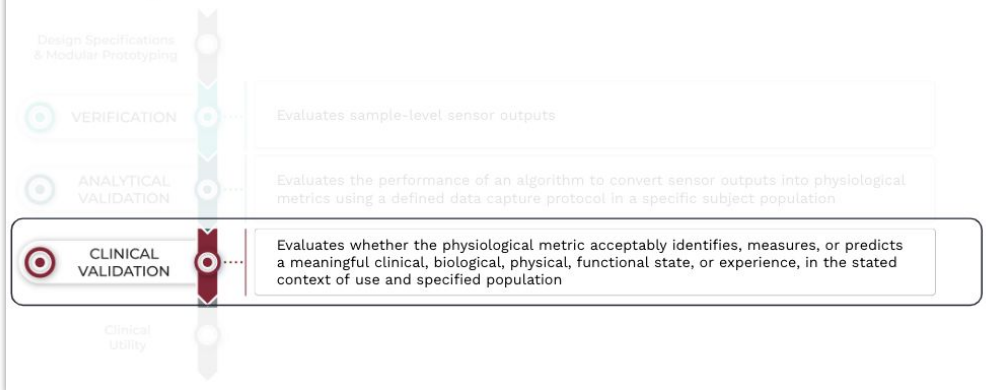 Design Specifications
& Modular Prototyping
VERIFICATION
Evaluates sample-level sensor outputs
ANALYTICAL
VALIDATION
Evaluates the performance of an algorithm to convert sensor outputs into physiological
metrics using a defined data capture protocol in a specific subject population
CLINICAL
VALIDATION
Evaluates whether the physiological metric acceptably identifies, measures, or predicts
a meaningful clinical, biological, physical, functional state, or experience, in the stated
context of use and specified population
Clinical
Utility